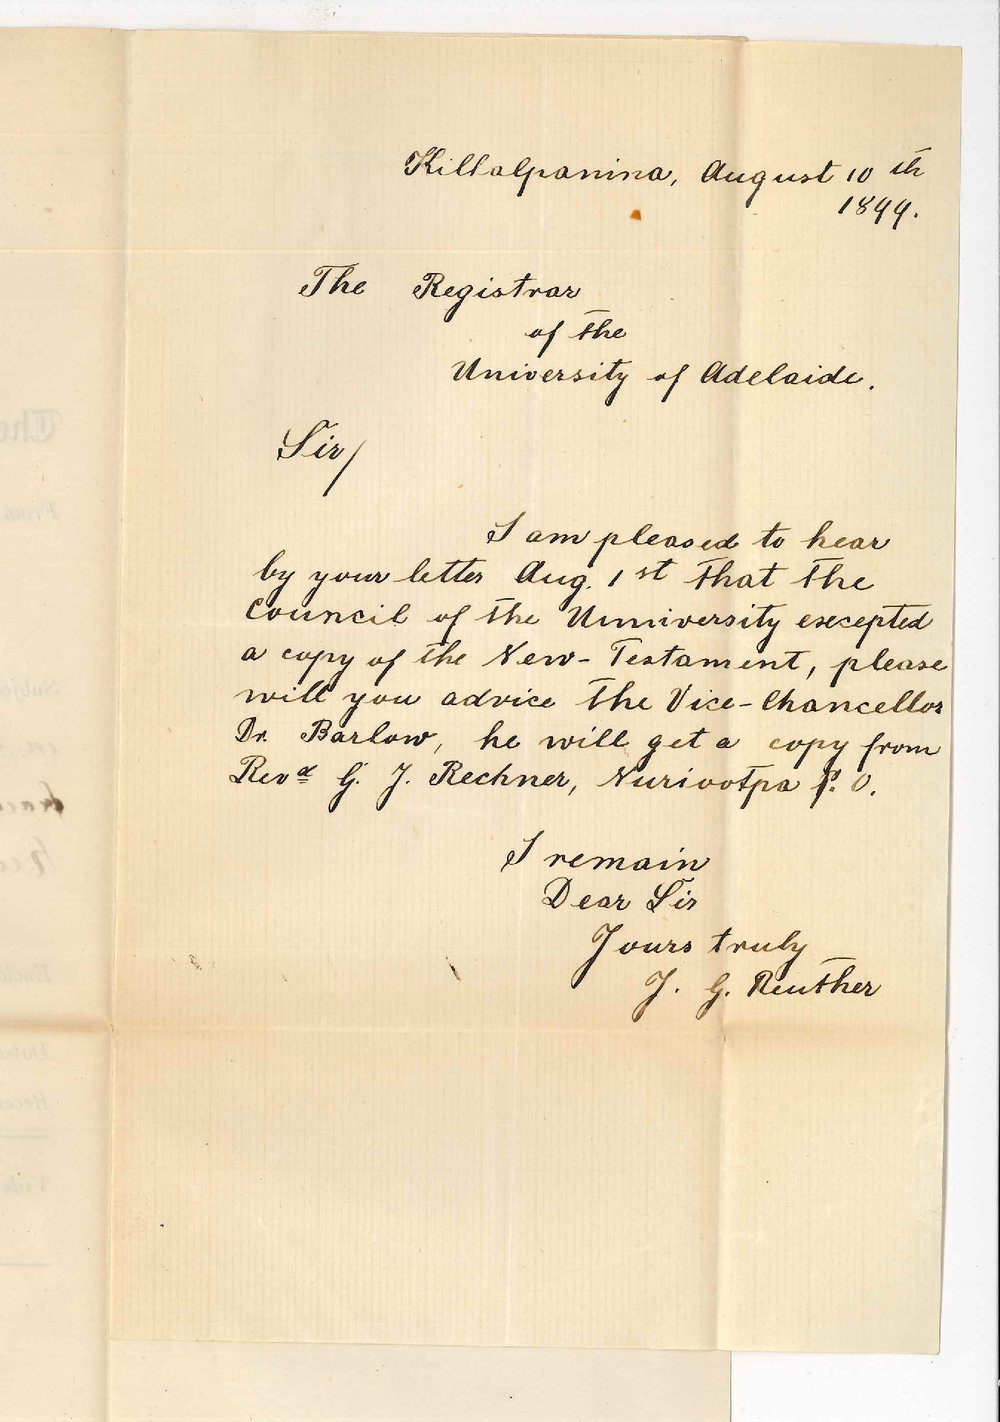 Killalpanina, August 10th
1899.
The Registrar
of the
University of Adelaide.
Sir/
I am pleased to hear
by your letter Aug. 1st that the
Council of the Unniversity excepted
a copy of the New-Testament, please
will you advice the Vice-Chancellor
Dr. Barlow, he will get a copy from
Revd G. J. Rechner, Nuriootpa P. O.
I remain
Dear Sir
Yours truly
J. G. Reuther